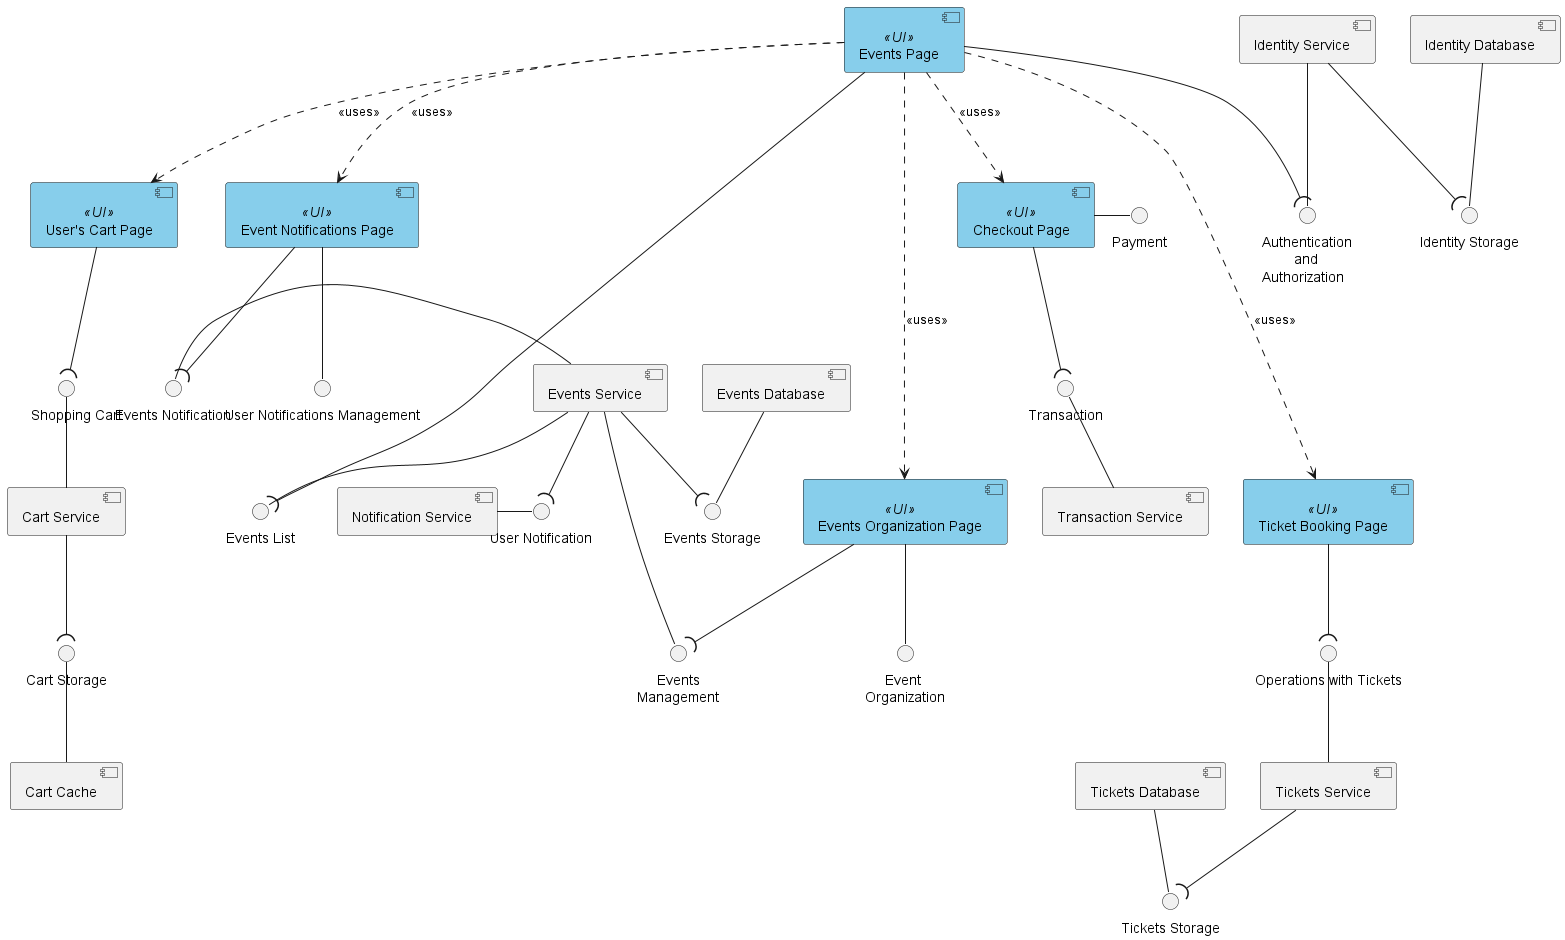 «UI»
Events Page
Identity Service
Identity Database
«uses»
«uses»
«uses»
«UI»
User's Cart Page
«UI»
Event Notifications Page
«UI»
Checkout Page
Payment
Authentication
and
Authorization
Identity Storage
«uses»
«uses»
Events Service
Events Database
Shopping Cart
Events Notification
User Notifications Management
Transaction
Cart Service
Notification Service
Events List
User Notification
Events Storage
«UI»
Events Organization Page
Transaction Service
«UI»
Ticket Booking Page
Cart Storage
Events
Management
Event
Organization
Operations with Tickets
Cart Cache
Tickets Database
Tickets Service
Tickets Storage